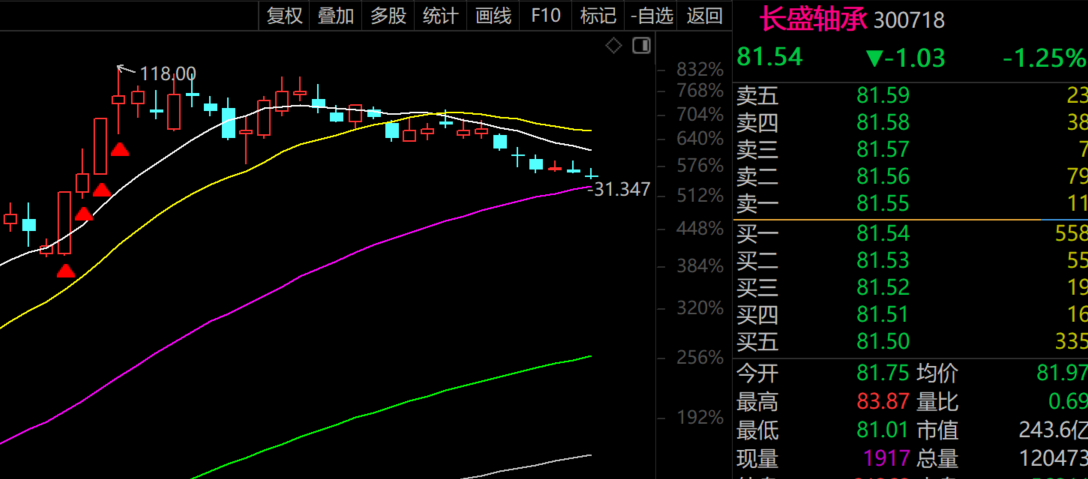 复权 叠加 多股 统计 画线 F10 标记 -自选 返回
长盛轴承 300718
81.54 ▼-1.03 -1.25%
118.00
-31.347
832%
768%
704%
640%
576%
512%
448%
384%
320%
256%
192%
卖五 81.59 23
卖四 81.58 38
卖三 81.57 7
卖二 81.56 79
卖一 81.55 11
买一 81.54 558
买二 81.53 55
买三 81.52 19
买四 81.51 16
买五 81.50 335
今开 81.75 均价 81.97
最高 83.87 量比 0.69
最低 81.01 市值 243.6亿
现量 1917 总量 120473